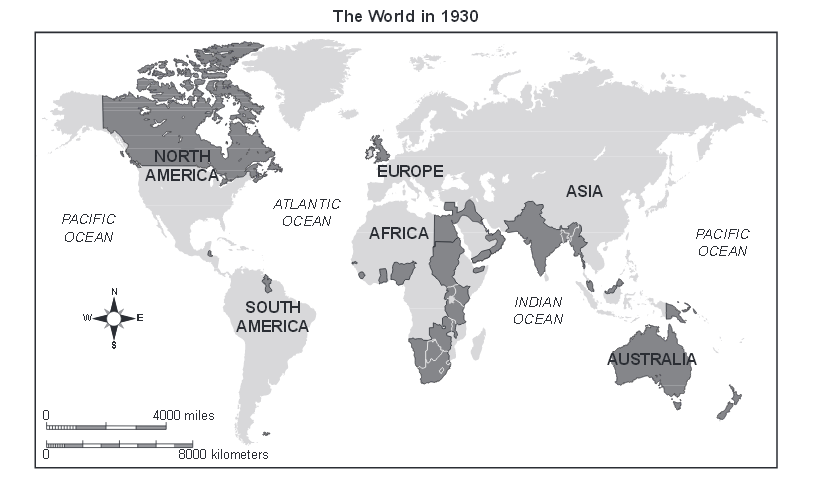 The World in 1930
NORTH
AMERICA
EUROPE
ASIA
ATLANTIC
OCEAN
PACIFIC
OCEAN
AFRICA
PACIFIC
OCEAN
N
W
E
S
SOUTH
AMERICA
INDIAN
OCEAN
AUSTRALIA
0
4000 miles
0
8000 kilometers